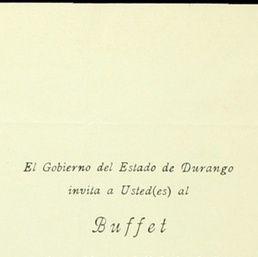 El Gobierno del Estado de Durango
invita a Usted(es) al
Buffet